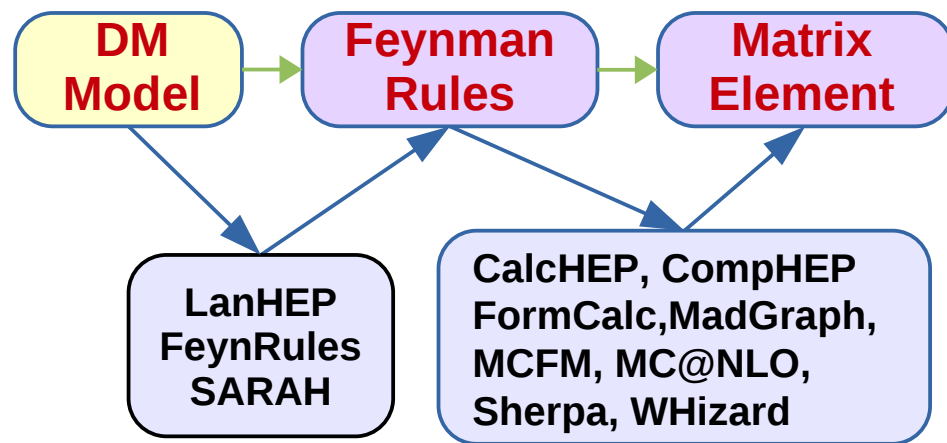 DM
Model
Feynman
Rules
Matrix
Element
LanHEP
FeynRules
SARAH
CalcHEP, CompHEP
FormCalc,MadGraph,
MCFM, MC@NLO,
Sherpa, WHizard